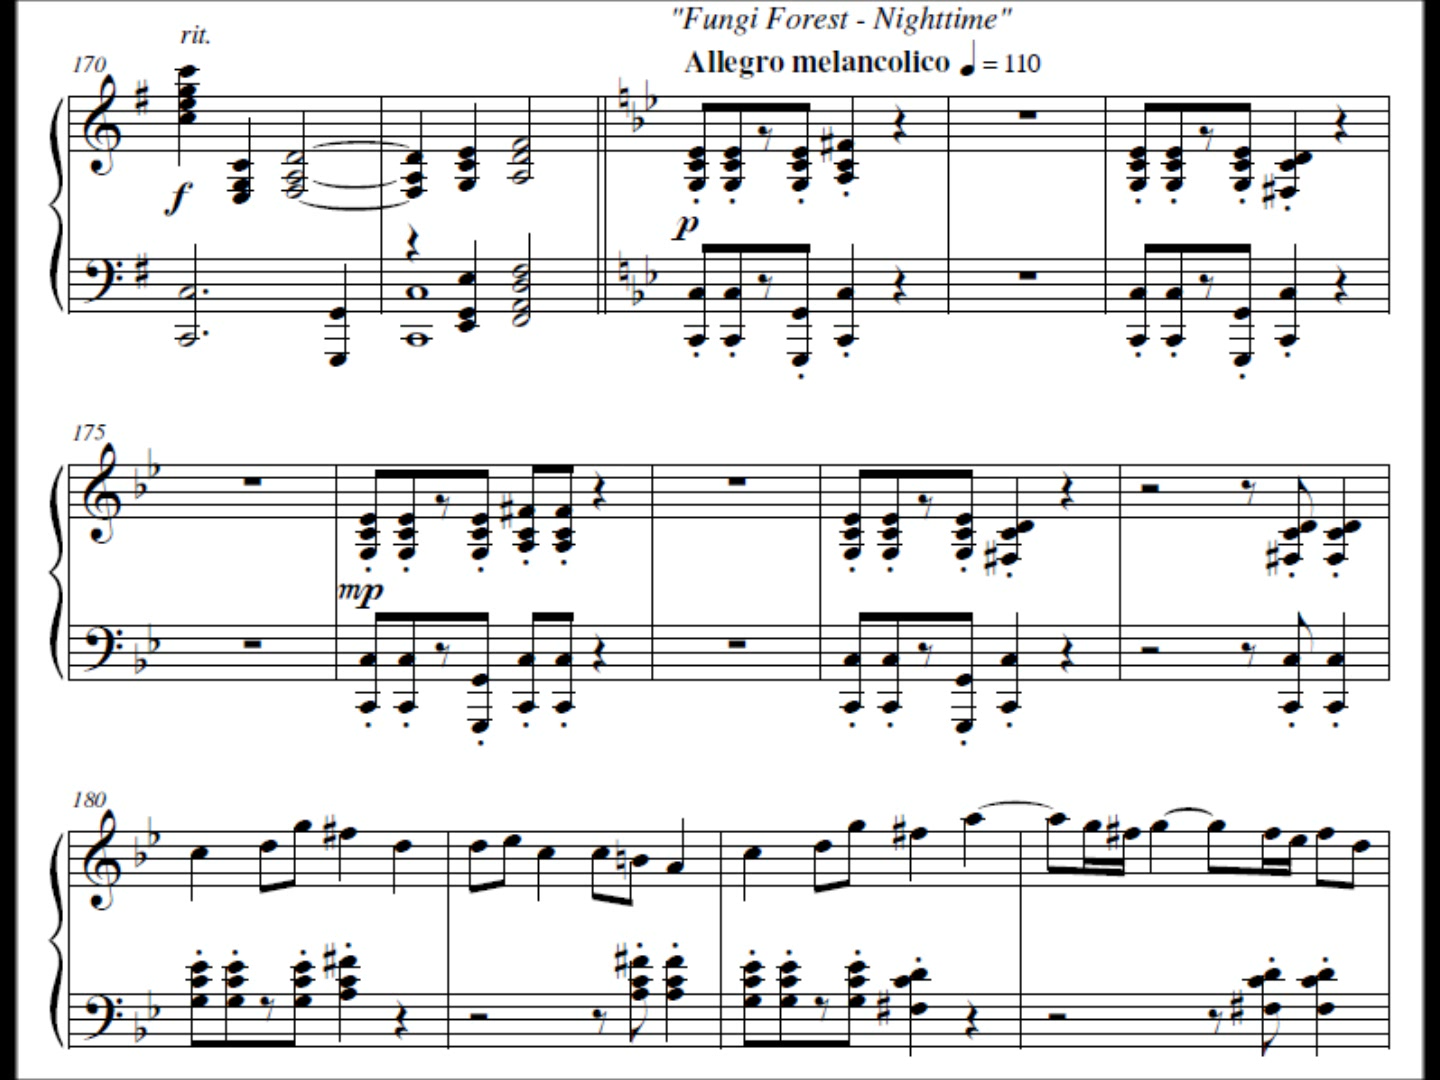 "Fungi Forest - Nighttime"
rit.
Allegro melancolico ♩ = 110
170
f
p
175
mp
180